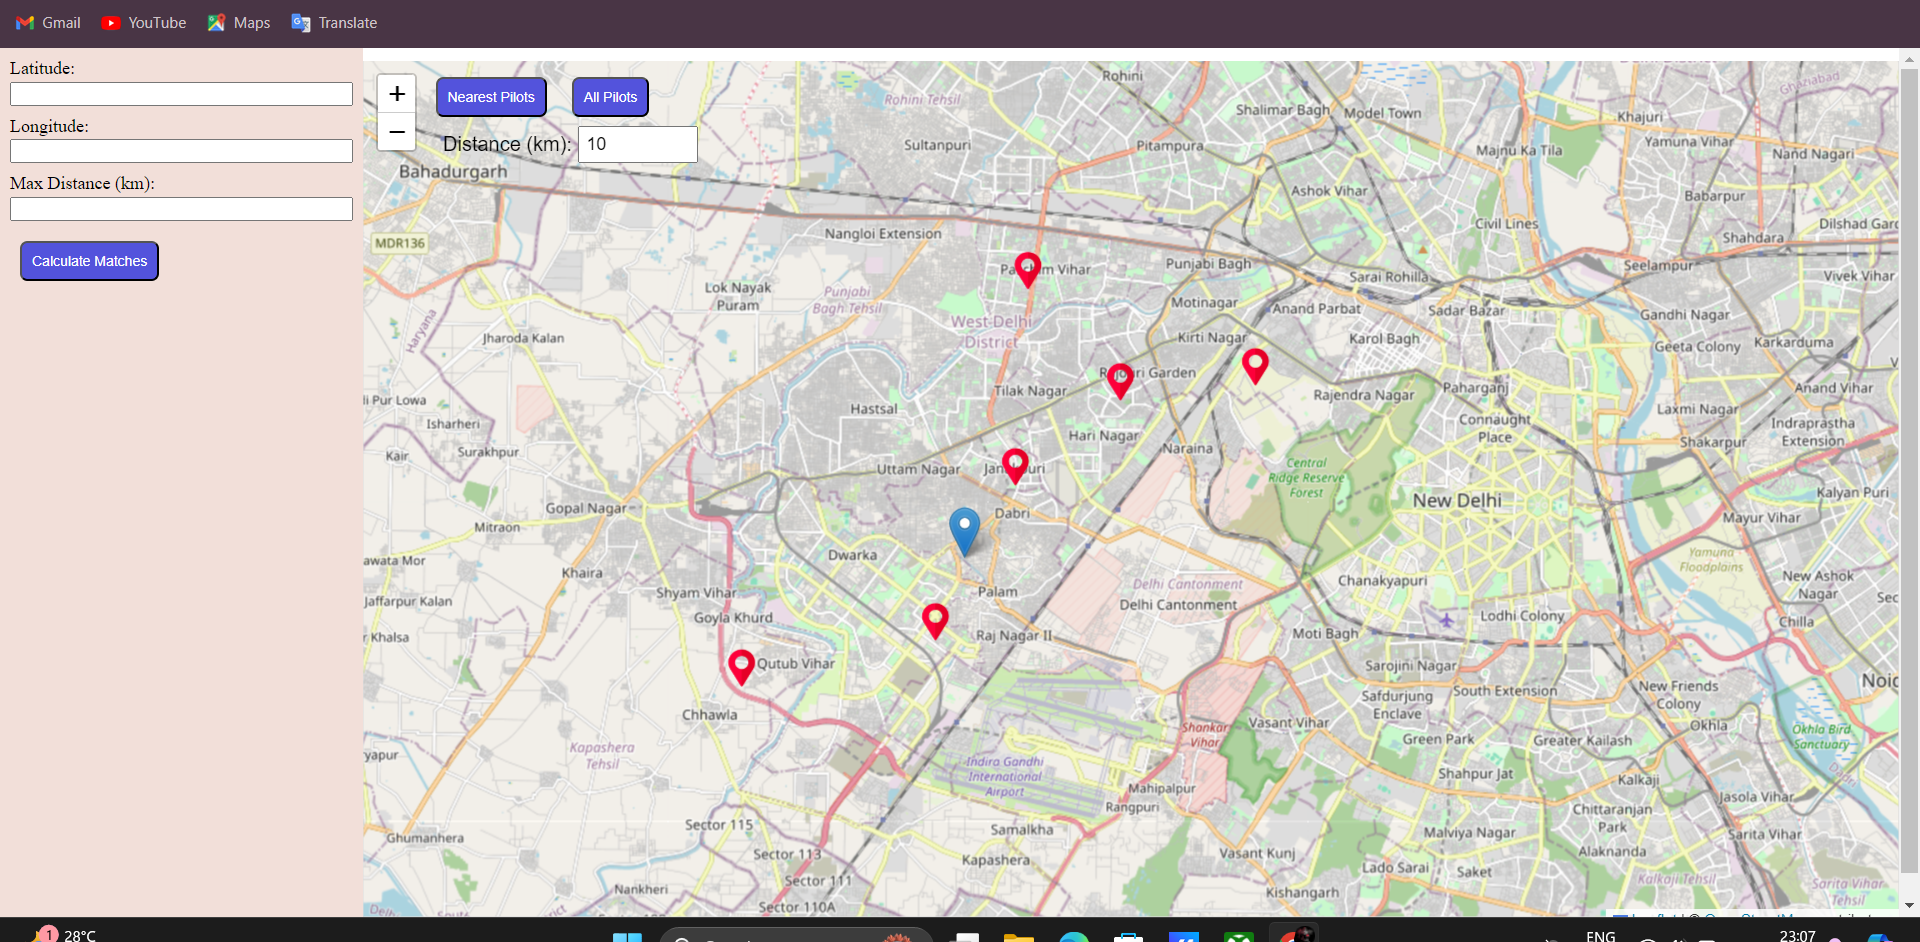 Gmail
YouTube
Maps
Translate
Latitude:
Longitude:
Max Distance (km):
Calculate Matches
+
−
Nearest Pilots
All Pilots
Distance (km): 10
Rohini
Rohini Tehsil
Shalimar Bagh
Model Town
Ghaziabad
Khajuri
Sultanpuri
Pitampura
Majnu Ka Tila
Yamuna Vihar
Nand Nagari
Bahadurgarh
Ashok Vihar
Babarpur
Civil Lines
Dilshad Gard
MDR136
Nangloi Extension
Shahdara
Punjabi Bagh
Seelampur
Sarai Rohilla
Vivek Vihar
Lok Nayak
Puram
Punjabi
Bagh Tehsil
Motinagar
Anand Parbat
Sadar Bazar
Gandhi Nagar
Haryana
West Delhi
District
Jharoda Kalan
Kirti Nagar
Karol Bagh
Geeta Colony
Karkarduma
Tilak Nagar
Rajendra Nagar
Paharganj
Anand Vihar
li Pur Lowa
Hastsal
Laxmi Nagar
Isherhri
Connaught
Place
Indraprastha
Extension
Hari Nagar
Shakarpur
Kair
Surakhpur
Naraina
Uttam Nagar
Central
Ridge Reserve
Forest
New Delhi
Kalyan Puri
Gopal Nagar
Dabri
Mayur Vihar
Mitraon
Dwarka
awata Mor
Yamuna
Floodplains
Khaira
Delhi Cantonment
Chanakyapuri
New Ashok
Nagar
Shyam Vihar
Palam
Jaffarpur Kalan
Delhi Cantonment
Lodhi Colony
Goyla Khurd
Chilla
r Khalsa
Raj Nagar II
Moti Bagh
Qutub Vihar
Sarojini Nagar
Noid
Safdurjung
Enclave
South Extension
New Friends
Colony
Chhawla
Shankar
Vihar
Vasant Vihar
Okhla
Okhla Bird
Sanctuary
Green Park
Greater Kailash
Kapashera
Tehsil
yapur
Indira Gandhi
International
Airport
Shahpur Jat
Kalkaji
Mahipalpur
Rangpuri
Jasola Vihar
Chittaranjan
Park
Sector 115
Samalkha
Malviya Nagar
Sarita Vihar
Ghumanhera
Sector 113
Kapashera
Vasant Kunj
Alaknanda
Lado Sarai
Saket
Sector 111
Kalkaji Tehsil
Sarita Vihar
Nankheri
Kishangarh
Sector 110A
1
28°C
ENG
23:07